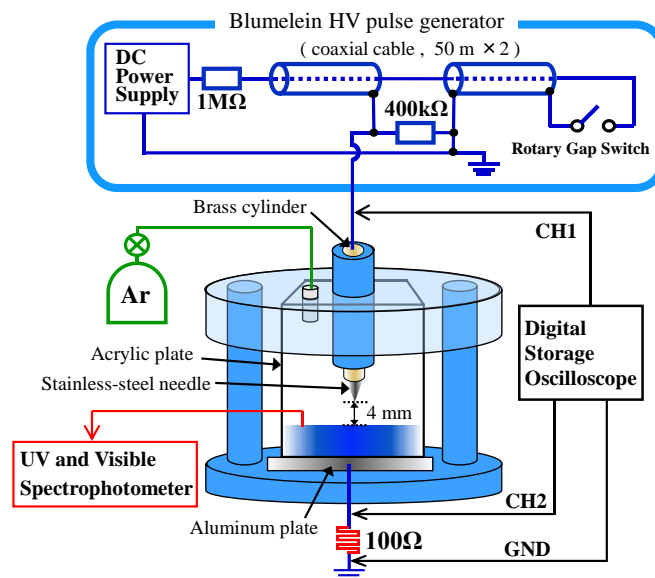 Blumelein HV pulse generator
( coaxial cable , 50 m × 2 )
DC
Power
Supply
1MΩ
400kΩ
Rotary Gap Switch
Brass cylinder
CH1
Ar
Digital
Storage
Oscilloscope
Acrylic plate
Stainless-steel needle
4 mm
UV and Visible
Spectrophotometer
Aluminum plate
CH2
100Ω
GND